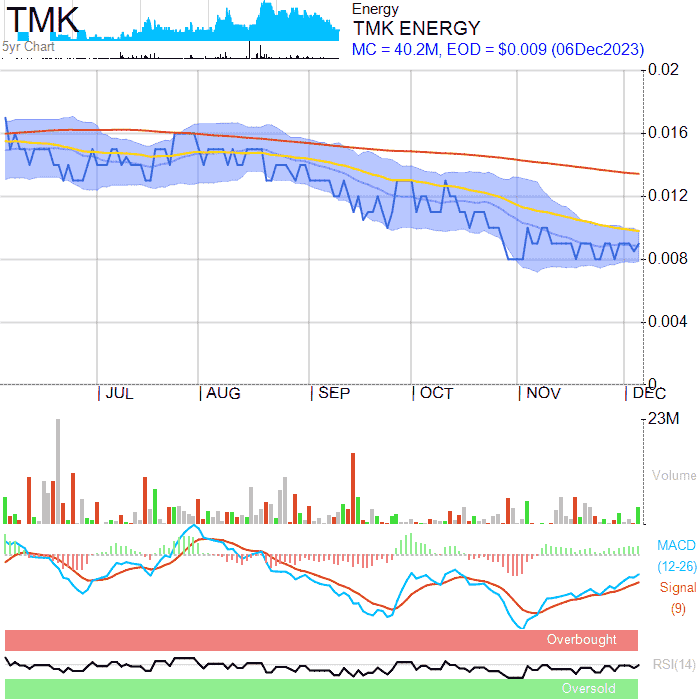 TMK
5yr Chart
Energy
TMK ENERGY
MC = 40.2M, EOD = $0.009 (06Dec2023)
0.02
0.016
0.012
0.008
0.004
0
JUL AUG SEP OCT NOV DEC
23M
Volume
MACD
(12-26)
Signal
(9)
Overbought
RSI(14)
Oversold